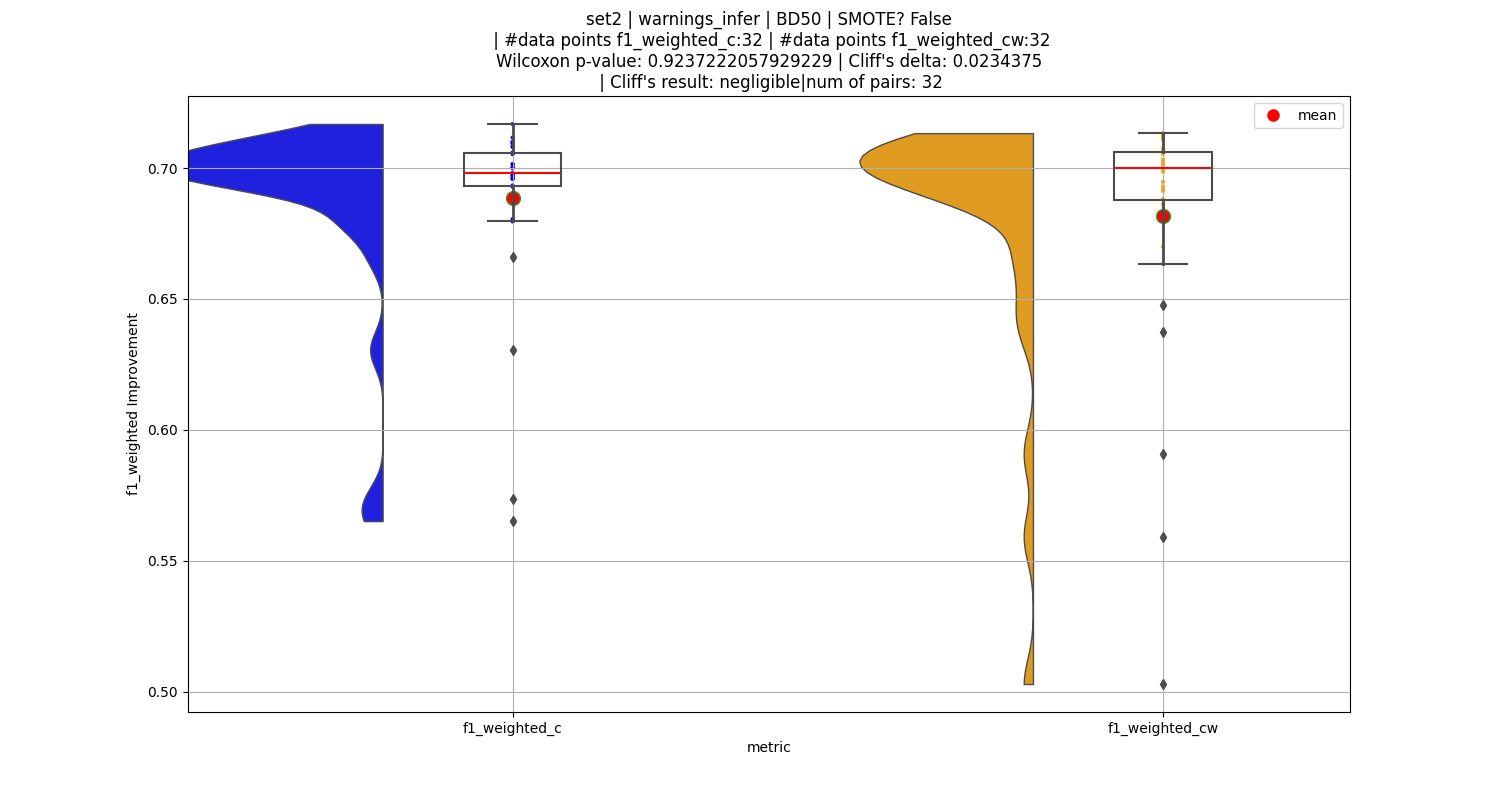 set2 | warnings_infer | BD50 | SMOTE? False
| #data points f1_weighted_c:32 | #data points f1_weighted_cw:32
Wilcoxon p-value: 0.9237222057929229 | Cliff's delta: 0.0234375
| Cliff's result: negligible|num of pairs: 32
mean
0.70
0.65
0.60
0.55
0.50
f1_weighted Improvement
f1_weighted_c
f1_weighted_cw
metric